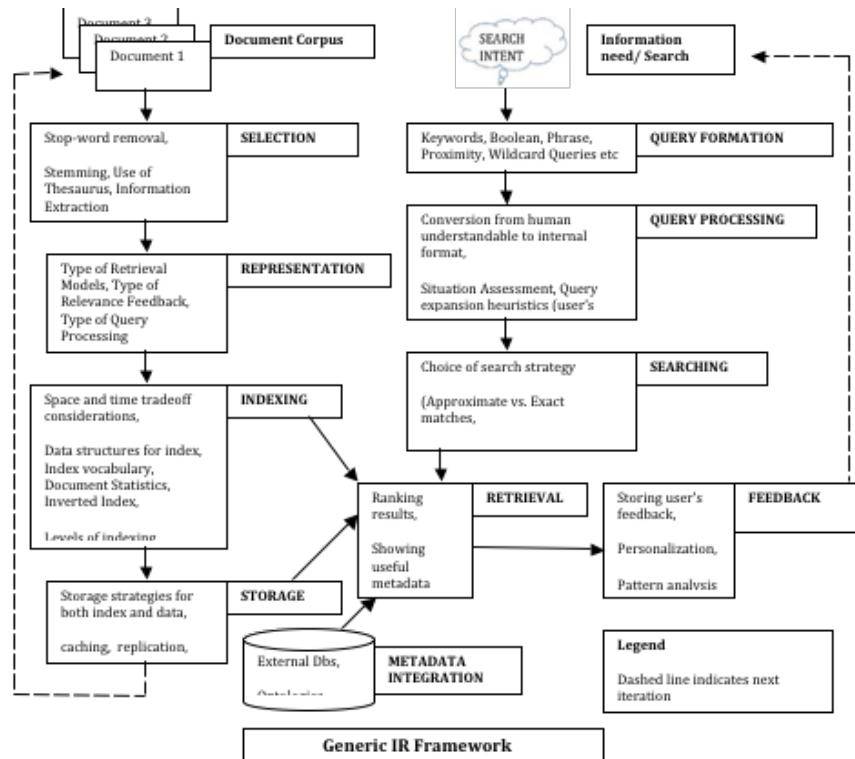 Document 3
Document 2
Document 1
Document Corpus
SEARCH
INTENT
Information
need/ Search
Stop-word removal,
Stemming, Use of
Thesaurus, Information
Extraction
SELECTION
Keywords, Boolean, Phrase,
Proximity, Wildcard Queries etc
QUERY FORMATION
Conversion from human
understandable to internal
format,
Situation Assessment, Query
expansion heuristics (user's
QUERY PROCESSING
Type of Retrieval
Models, Type of
Relevance Feedback,
Type of Query
Processing
REPRESENTATION
Choice of search strategy
(Approximate vs. Exact
matches,
SEARCHING
Space and time tradeoff
considerations,
Data structures for index,
Index vocabulary,
Document Statistics,
Inverted Index,
Levels of indexing
INDEXING
Ranking
results,
Showing
useful
metadata
RETRIEVAL
Storing user's
feedback,
Personalization,
Pattern analysis
FEEDBACK
Storage strategies for
both index and data,
caching, replication,
STORAGE
External Dbs,
Ontologies
METADATA
INTEGRATION
Legend
Dashed line indicates next
iteration
Generic IR Framework